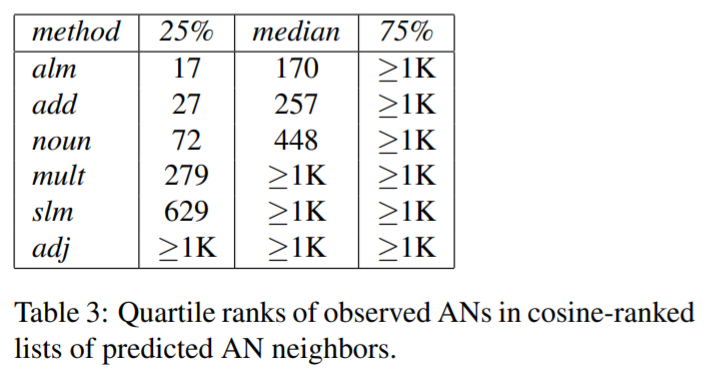 method 25% median 75%
alm 17 170 ≥1K
add 27 257 ≥1K
noun 72 448 ≥1K
mult 279 ≥1K ≥1K
slm 629 ≥1K ≥1K
adj ≥1K ≥1K ≥1K
Table 3: Quartile ranks of observed ANs in cosine-ranked
lists of predicted AN neighbors.